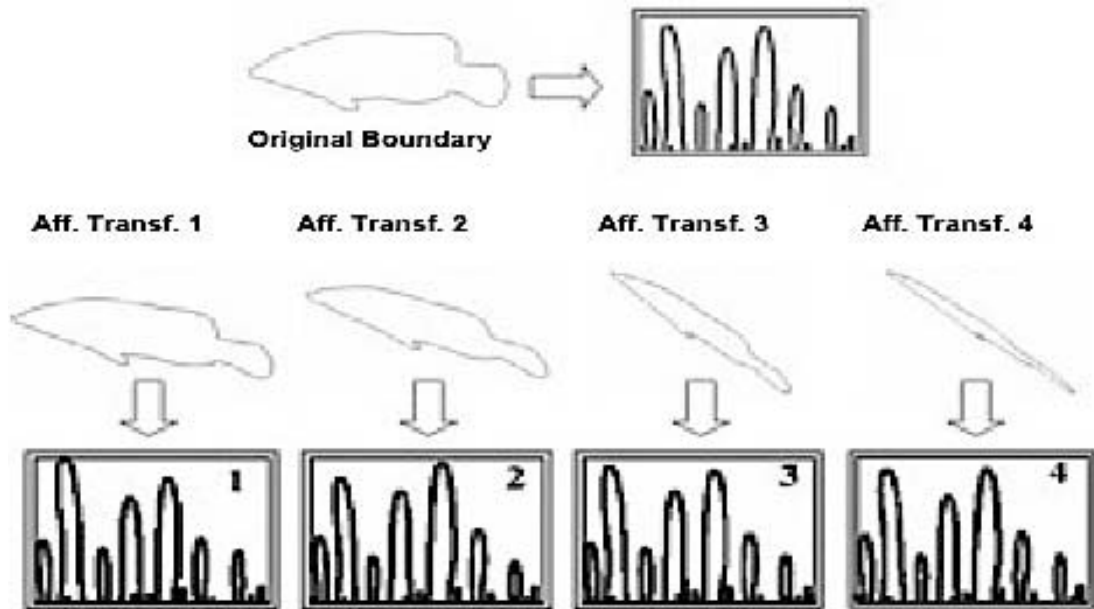 Original Boundary
Aff. Transf. 1
Aff. Transf. 2
Aff. Transf. 3
Aff. Transf. 4
1
2
3
4